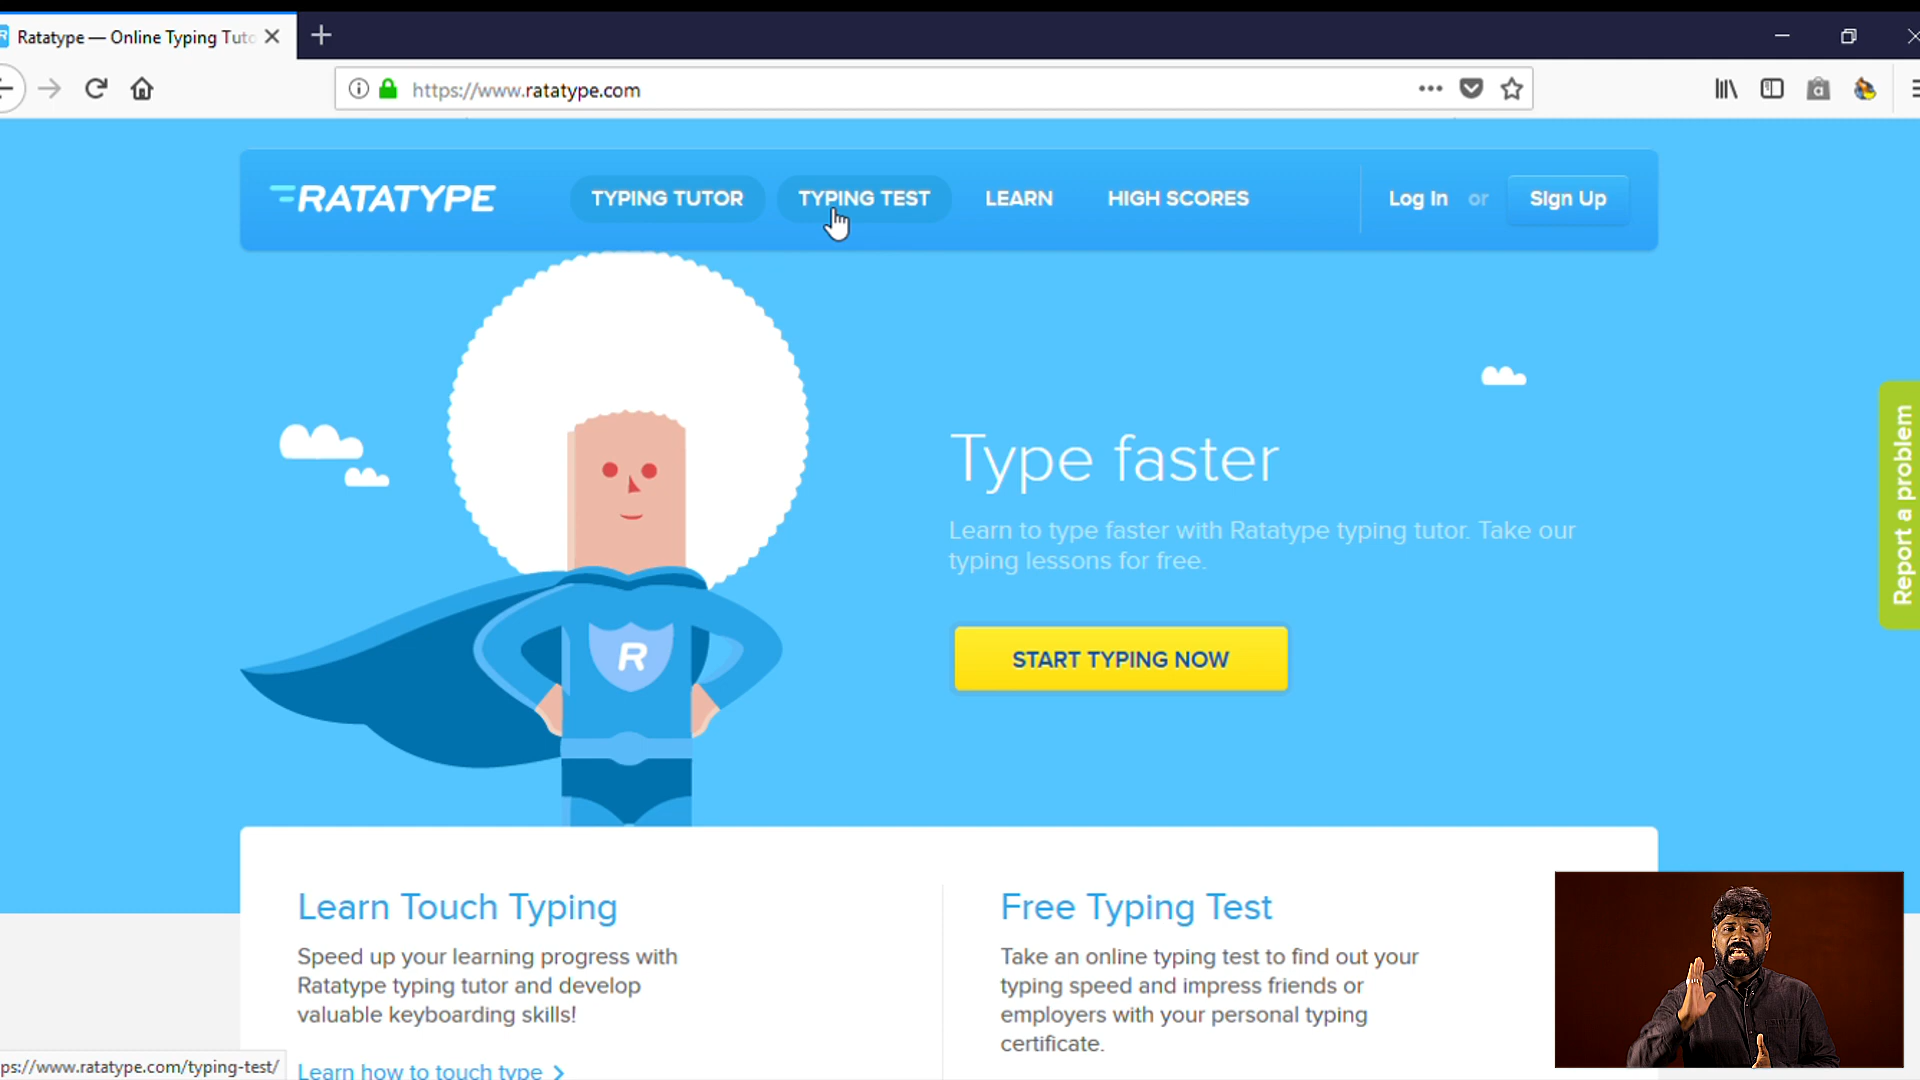 Ratatype — Online Typing Tuto
https://www.ratatype.com
RATATYPE
TYPING TUTOR
TYPING TEST
LEARN
HIGH SCORES
Log In or Sign Up
Type faster
Learn to type faster with Ratatype typing tutor. Take our
typing lessons for free.
START TYPING NOW
R
Report a problem
Learn Touch Typing
Speed up your learning progress with
Ratatype typing tutor and develop
valuable keyboarding skills!
Learn how to touch type
Free Typing Test
Take an online typing test to find out your
typing speed and impress friends or
employers with your personal typing
certificate.
ps://www.ratatype.com/typing-test/